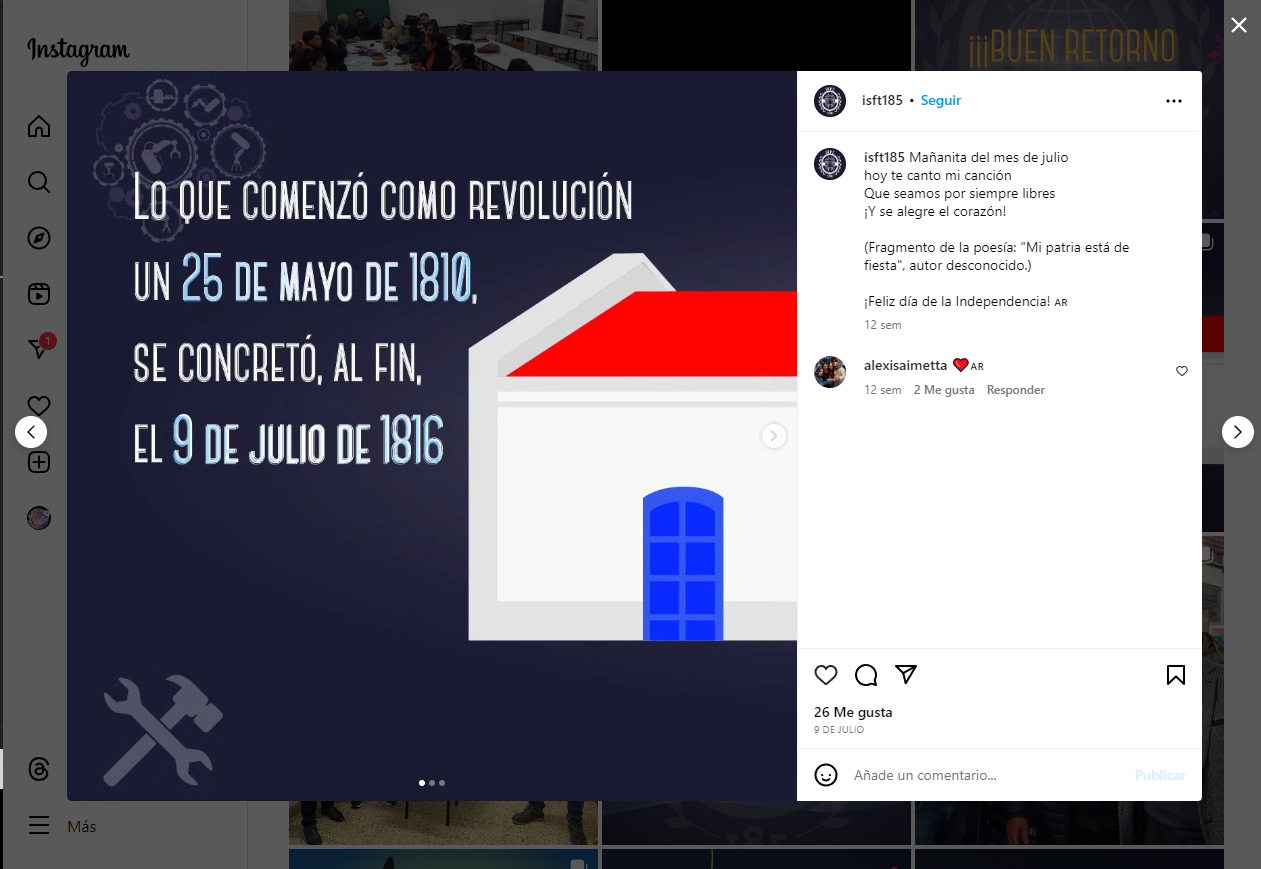 Instagram
¡¡¡BUEN RETORNO
isft185 • Seguir
LO QUE COMENZÓ COMO REVOLUCIÓN
UN 25 DE MAYO DE 1810,
SE CONCRETÓ, AL FIN,
EL 9 DE JULIO DE 1816
isft185 Mañanita del mes de julio
hoy te canto mi canción
Que seamos por siempre libres
¡Y se alegre el corazón!
(Fragmento de la poesía: "Mi patria está de
fiesta", autor desconocido.)
¡Feliz día de la Independencia! AR
12 sem
alexisaimetta ❤️AR
12 sem 2 Me gusta Responder
1
26 Me gusta
9 DE JULIO
Añade un comentario... Publicar
Más